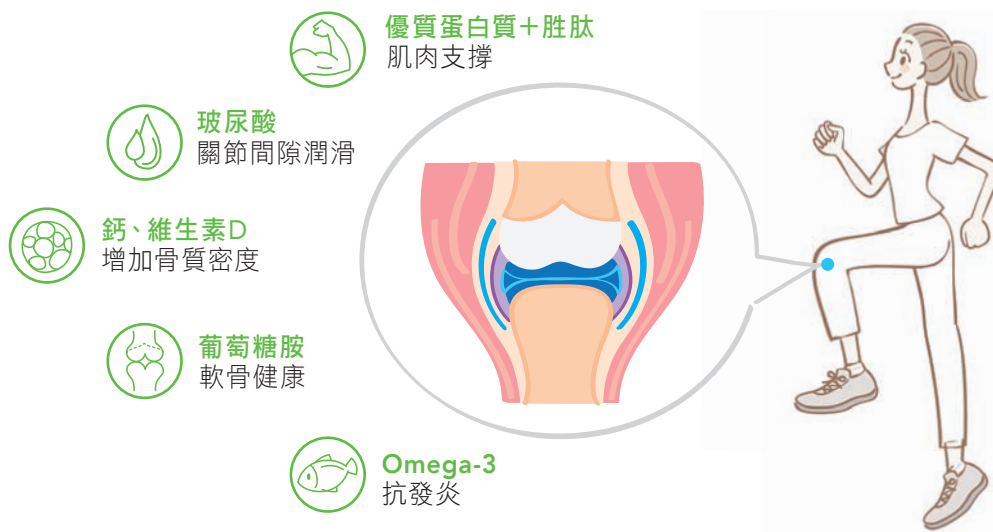 優質蛋白質＋胜肽
肌肉支撐
玻尿酸
關節間隙潤滑
鈣、維生素D
增加骨質密度
葡萄糖胺
軟骨健康
Omega-3
抗發炎